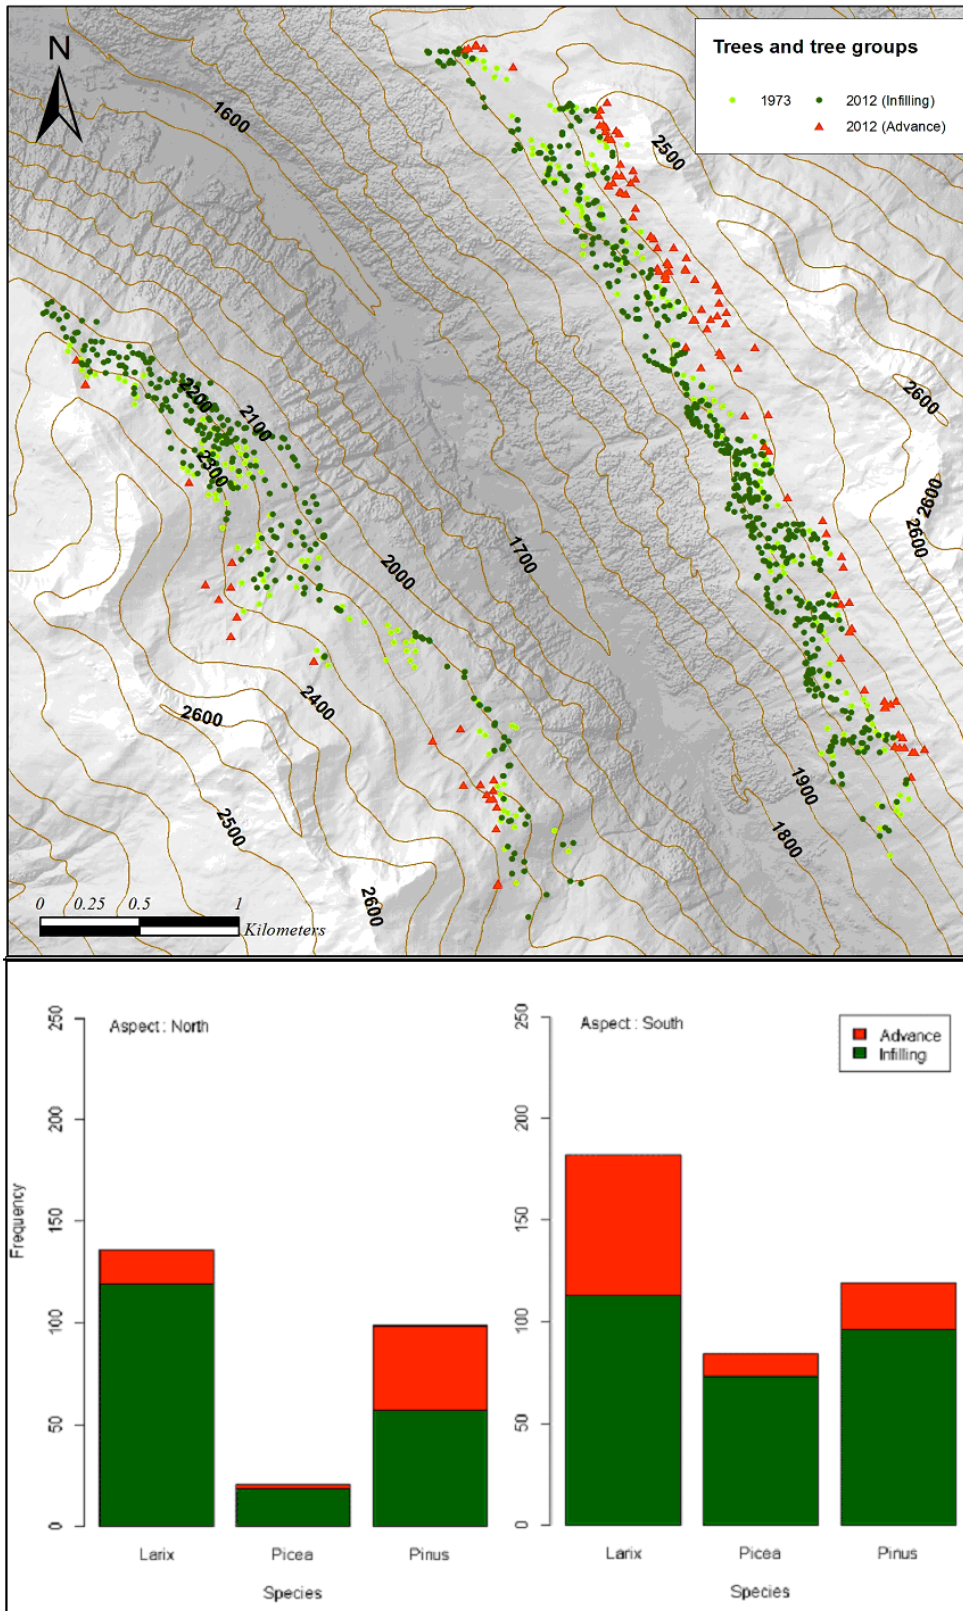 N
Trees and tree groups
1973
2012 (Infilling)
2012 (Advance)
1600
2500
2600
2200
2100
2300
2600
2600
2000
1700
2400
2600
1900
1800
2500
2600
0 0.25 0.5 1
Kilometers
Aspect : North
Frequency
250
200
150
100
50
0
Larix Picea Pinus
Species
Aspect : South
Advance
Infilling
250
200
150
100
50
0
Larix Picea Pinus
Species